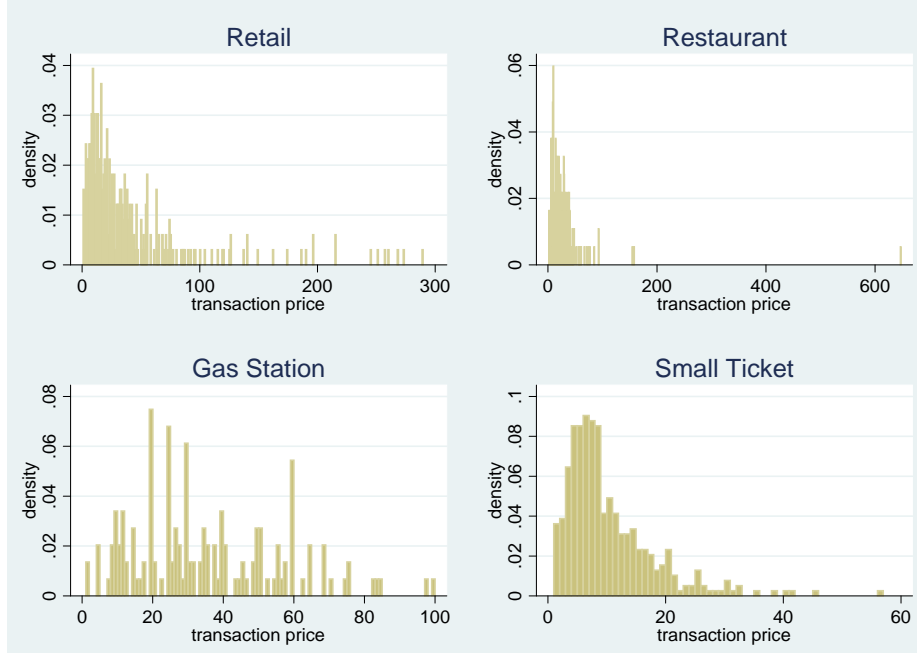 Retail
.04
.03
.02
.01
0
density
0 100 200 300
transaction price
Restaurant
.06
.04
.02
0
density
0 200 400 600
transaction price
Gas Station
.08
.06
.04
.02
0
density
0 20 40 60 80 100
transaction price
Small Ticket
.1
.08
.06
.04
.02
0
density
0 20 40 60
transaction price